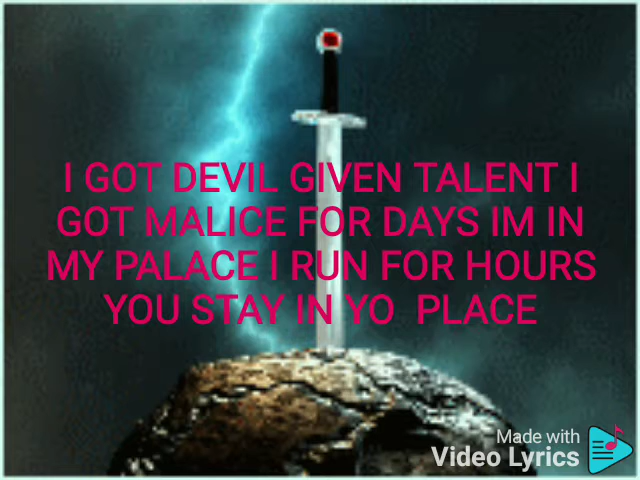 I GOT DEVIL GIVEN TALENT I
GOT MALICE FOR DAYS IM IN
MY PALACE I RUN FOR HOURS
YOU STAY IN YO PLACE
Made with
Video Lyrics